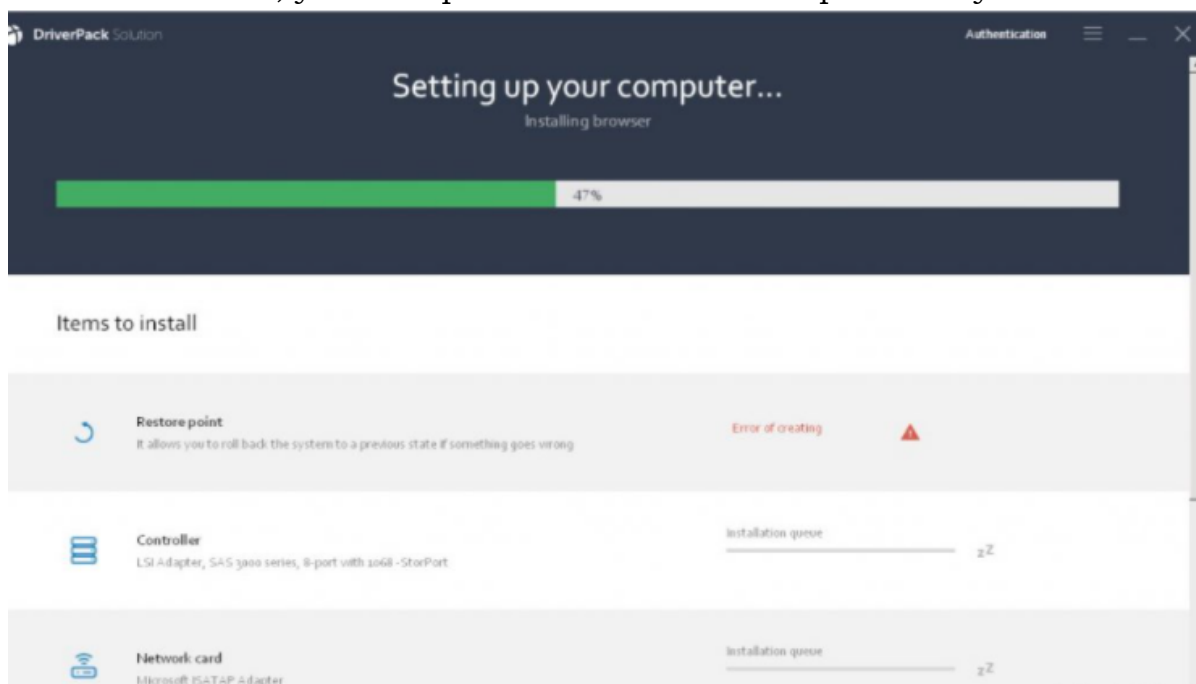 DriverPack Solution
Authentication
Setting up your computer...
Installing browser
47%
Items to install
Restore point
It allows you to roll back the system to a previous state if something goes wrong
Error of creating
Controller
LSI Adapter, SAS 3000 series, 8-port with 1068 -StorPort
Installation queue
zZ
Network card
Microsoft ISATAP Adapter
Installation queue
zZ